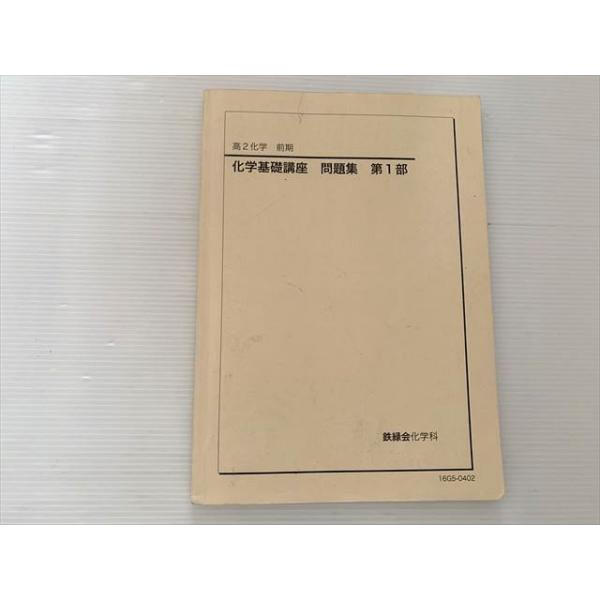 高2化学 前期
化学基礎講座 問題集 第1部
鉄緑会化学科
16G5-0402